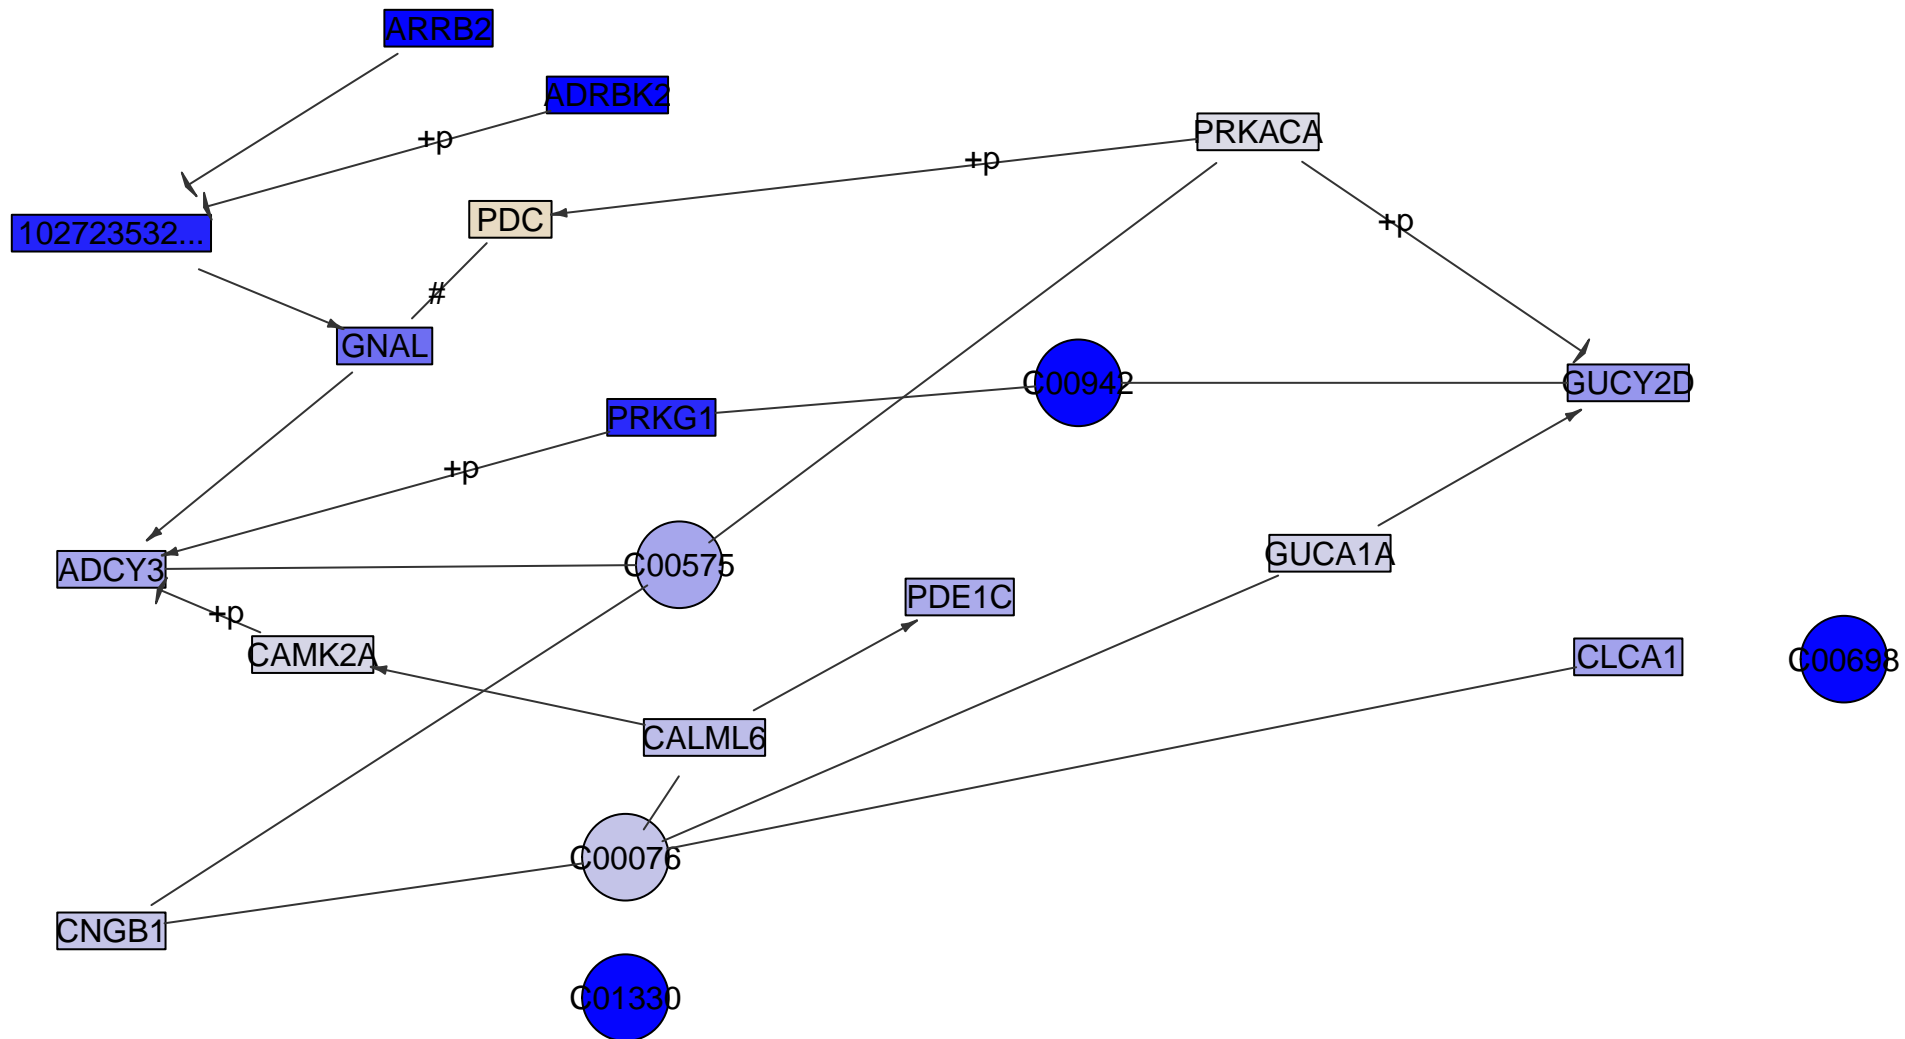 ARRB2
ADRBK2
+p
PRKACA
+p
PDC
+p
102723532...
#
GNAL
C00942
GUCY2D
PRKG1
+p
GUCA1A
ADCY3
C00575
PDE1C
+p
CAMK2A
CLCA1
C00698
CALML6
C00076
CNGB1
C01330